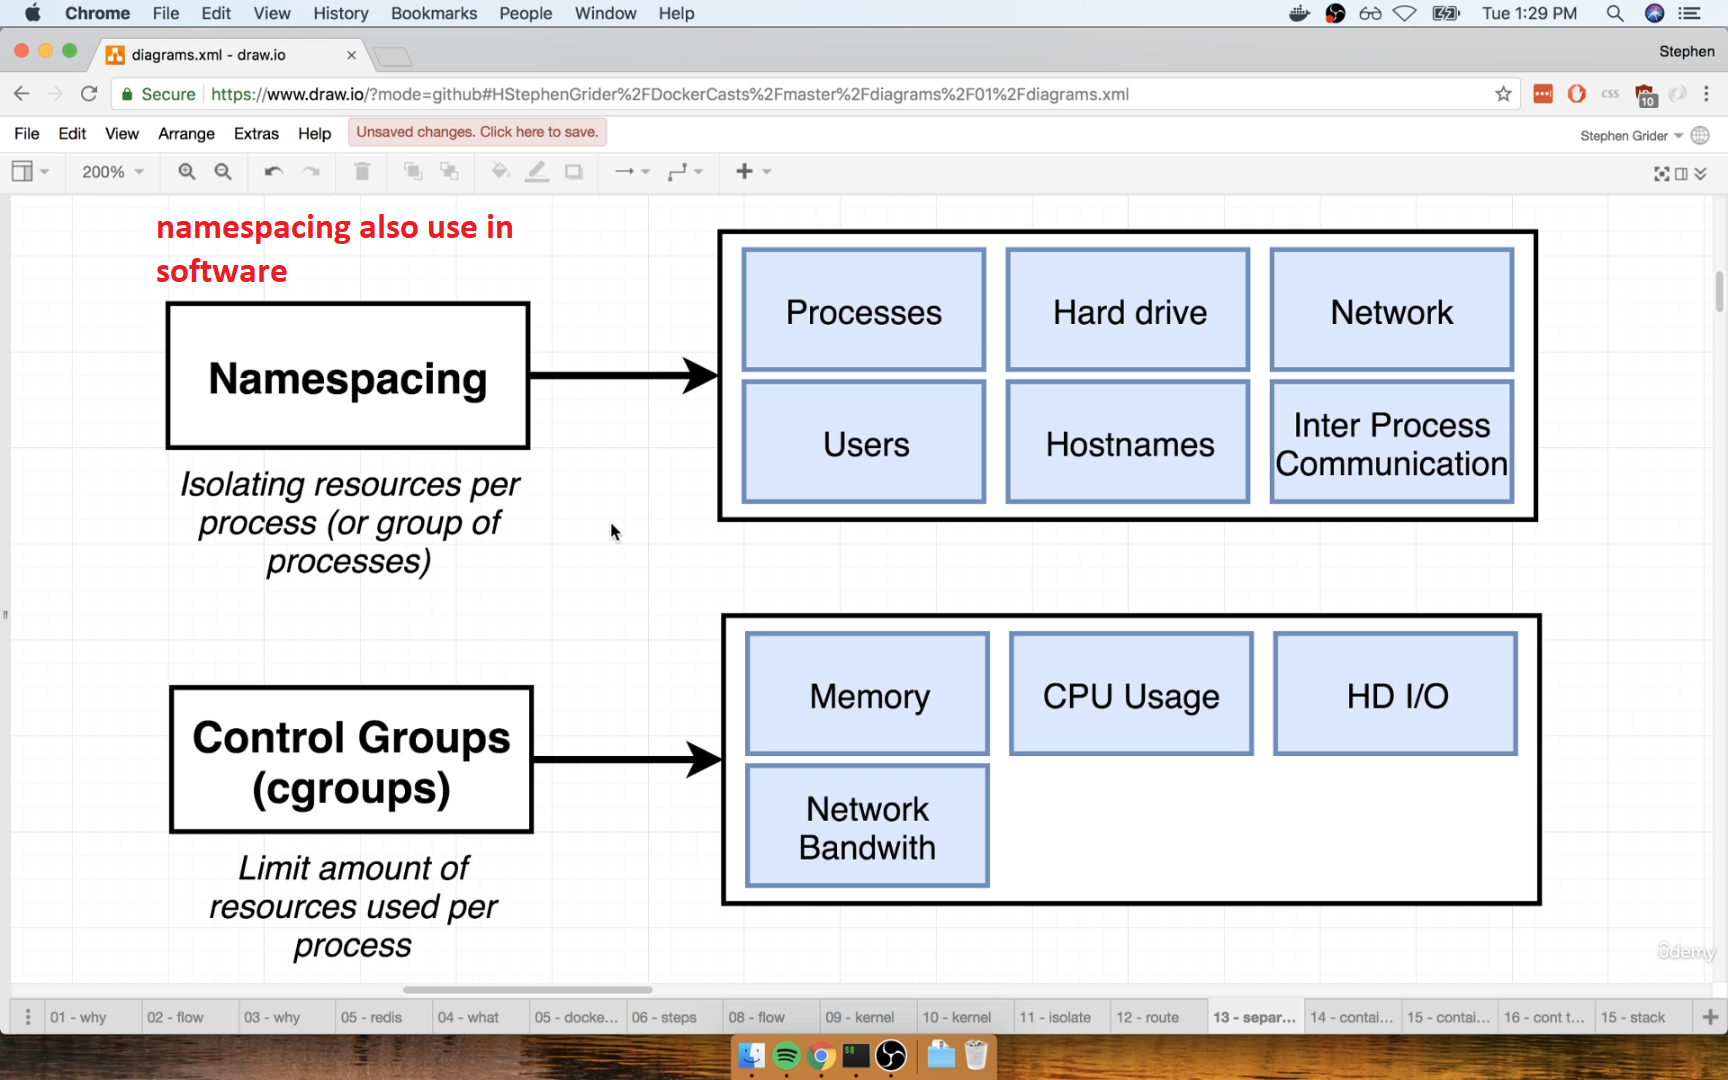 Chrome File Edit View History Bookmarks People Window Help Tue 1:29 PM
diagrams.xml - draw.io Stephen
Secure https://www.draw.io/?mode=github#HStephenGrider%2FDockerCasts%2Fmaster%2Fdiagrams%2F01%2Fdiagrams.xml CSS 10
File Edit View Arrange Extras Help Unsaved changes. Click here to save. Stephen Grider
200%
namespacing also use in
software
Namespacing
Isolating resources per
process (or group of
processes)
Processes
Hard drive
Network
Users
Hostnames
Inter Process
Communication
Control Groups
(cgroups)
Limit amount of
resources used per
process
Memory
CPU Usage
HD I/O
Network
Bandwith
ûdemy
01 - why 02 - flow 03 - why 05 - redis 04 - what 05 - docke... 06 - steps 08 - flow 09 - kernel 10 - kernel 11 - isolate 12 - route 13 - separ... 14 - contai... 15 - contai... 16 - cont t... 15 - stack